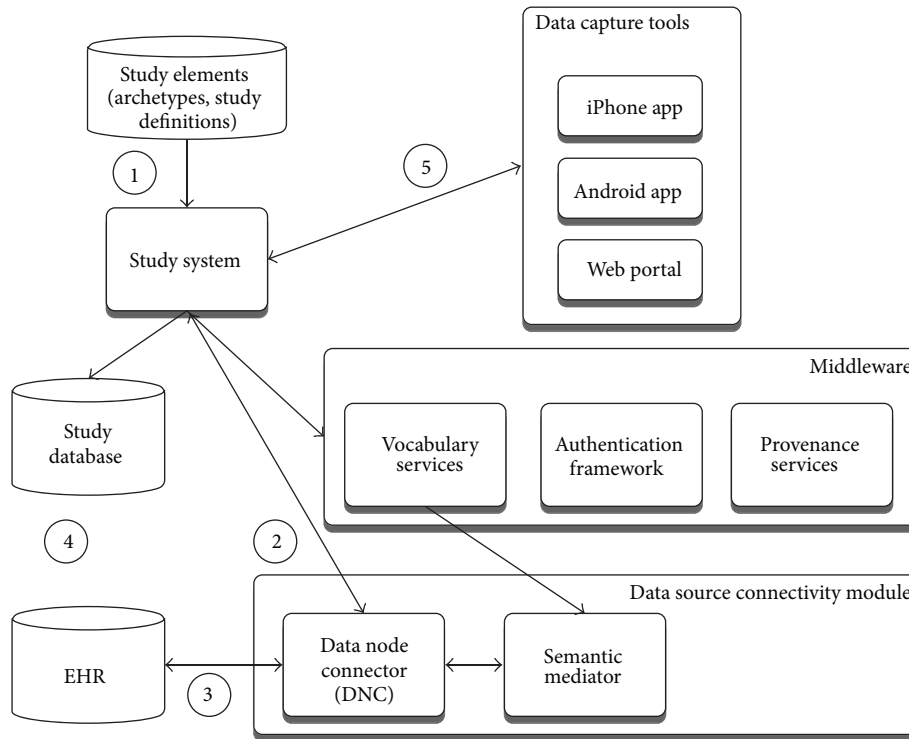 Data capture tools
Study elements
(archetypes, study
definitions)
iPhone app
1
5
Android app
Study system
Web portal
Middleware
Study
database
Vocabulary
services
Authentication
framework
Provenance
services
4
2
Data source connectivity module
EHR
3
Data node
connector
(DNC)
Semantic
mediator